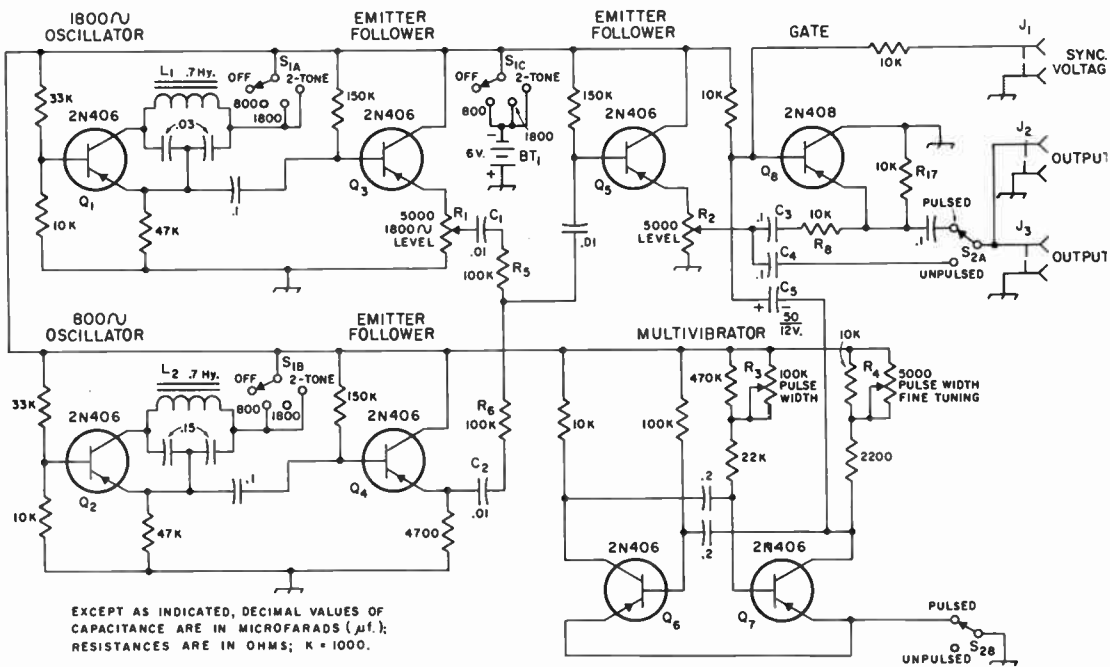 1800~ OSCILLATOR
EMITTER FOLLOWER
EMITTER FOLLOWER
GATE
J1
SYNC. VOLTAG
10K
L1 .7 Hy.
S1A
OFF
2-TONE
800
1800
33K
2N406
.03
Q1
10K
47K
.1
150K
2N406
Q3
5000
1800~
LEVEL
R1
C1
.01
R5
100K
S1C
OFF
2-TONE
800
1800
6V.
BT1
150K
2N406
Q5
.01
5000
LEVEL
R2
10K
2N408
Q8
10K
R17
.1
C3
10K
R8
.1
C4
C5
+
-
50
12V.
PULSED
.1
S2A
UNPULSED
J2
OUTPUT
J3
OUTPUT
800~ OSCILLATOR
EMITTER FOLLOWER
MULTIVIBRATOR
L2 .7 Hy.
S1B
OFF
2-TONE
800
1800
33K
2N406
.15
Q2
10K
47K
.1
150K
2N406
Q4
4700
C2
.01
R6
100K
10K
100K
470K
R3
100K
PULSE
WIDTH
22K
10K
R4
5000
PULSE WIDTH
FINE TUNING
2200
.2
.2
2N406
Q6
2N406
Q7
PULSED
S2B
UNPULSED
EXCEPT AS INDICATED, DECIMAL VALUES OF
CAPACITANCE ARE IN MICROFARADS (µf.);
RESISTANCES ARE IN OHMS; K = 1000.